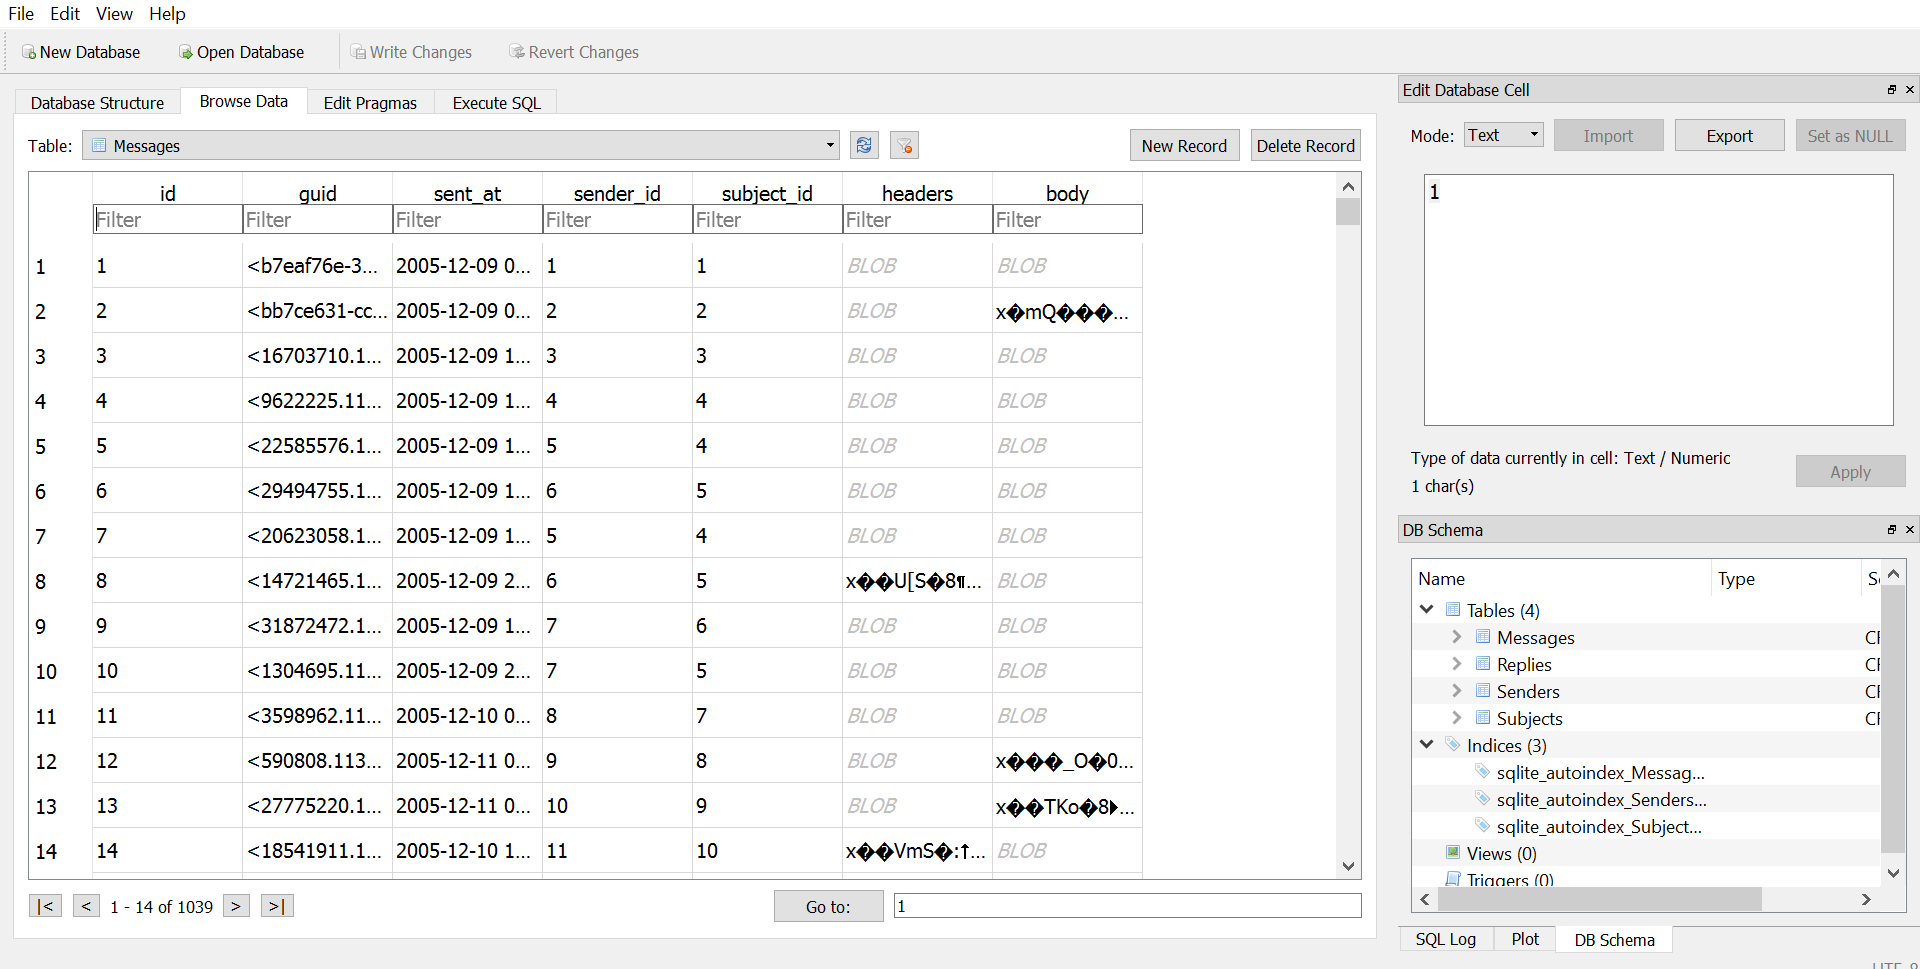 File Edit View Help
New Database Open Database Write Changes Revert Changes
Database Structure Browse Data Edit Pragmas Execute SQL
Table: Messages New Record Delete Record
id guid sent_at sender_id subject_id headers body
Filter Filter Filter Filter Filter Filter Filter
1 1 <b7eaf76e-3... 2005-12-09 0... 1 1 BLOB BLOB
2 2 <bb7ce631-cc... 2005-12-09 0... 2 2 BLOB x�mQ���...
3 3 <16703710.1... 2005-12-09 1... 3 3 BLOB BLOB
4 4 <9622225.11... 2005-12-09 1... 4 4 BLOB BLOB
5 5 <22585576.1... 2005-12-09 1... 5 4 BLOB BLOB
6 6 <29494755.1... 2005-12-09 1... 6 5 BLOB BLOB
7 7 <20623058.1... 2005-12-09 1... 5 4 BLOB BLOB
8 8 <14721465.1... 2005-12-09 2... 6 5 x��U[S�8¶... BLOB
9 9 <31872472.1... 2005-12-09 1... 7 6 BLOB BLOB
10 10 <1304695.11... 2005-12-09 2... 7 5 BLOB BLOB
11 11 <3598962.11... 2005-12-10 0... 8 7 BLOB BLOB
12 12 <590808.113... 2005-12-11 0... 9 8 BLOB x���_O�0...
13 13 <27775220.1... 2005-12-11 0... 10 9 BLOB x��TKo�8▶...
14 14 <18541911.1... 2005-12-10 1... 11 10 x��VmS�:↑... BLOB
|< < 1 - 14 of 1039 > >| Go to: 1
Edit Database Cell
Mode: Text Import Export Set as NULL
1
Type of data currently in cell: Text / Numeric
1 char(s)
Apply
DB Schema
Name Type
Tables (4)
Messages
Replies
Senders
Subjects
Indices (3)
sqlite_autoindex_Messag...
sqlite_autoindex_Senders...
sqlite_autoindex_Subject...
Views (0)
Triggers (0)
SQL Log Plot DB Schema